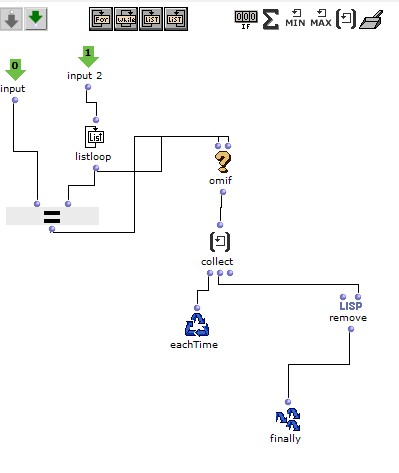 For While LIST LIST 000 IF Σ MIN MAX
0
input
1
input 2
List
listloop
=
?
omif
collect
eachTime
LISP
remove
finally